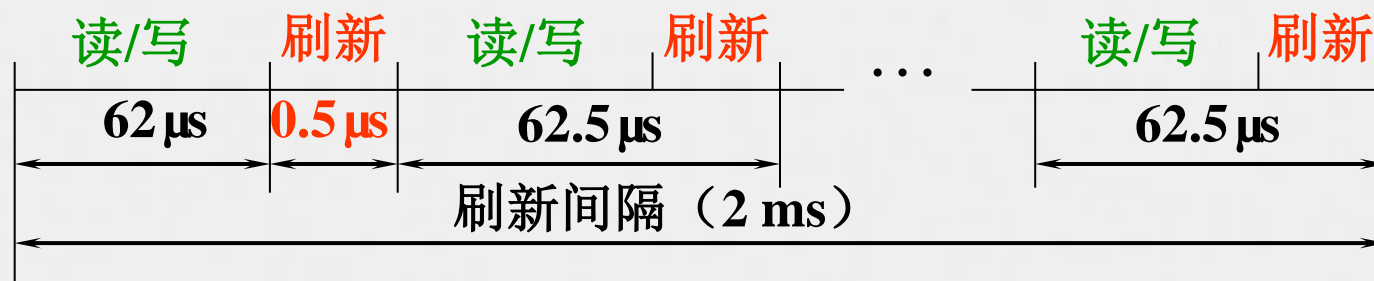 读/写 刷新 读/写 刷新 … 读/写 刷新
62 μs 0.5 μs 62.5 μs 62.5 μs
刷新间隔（2 ms）